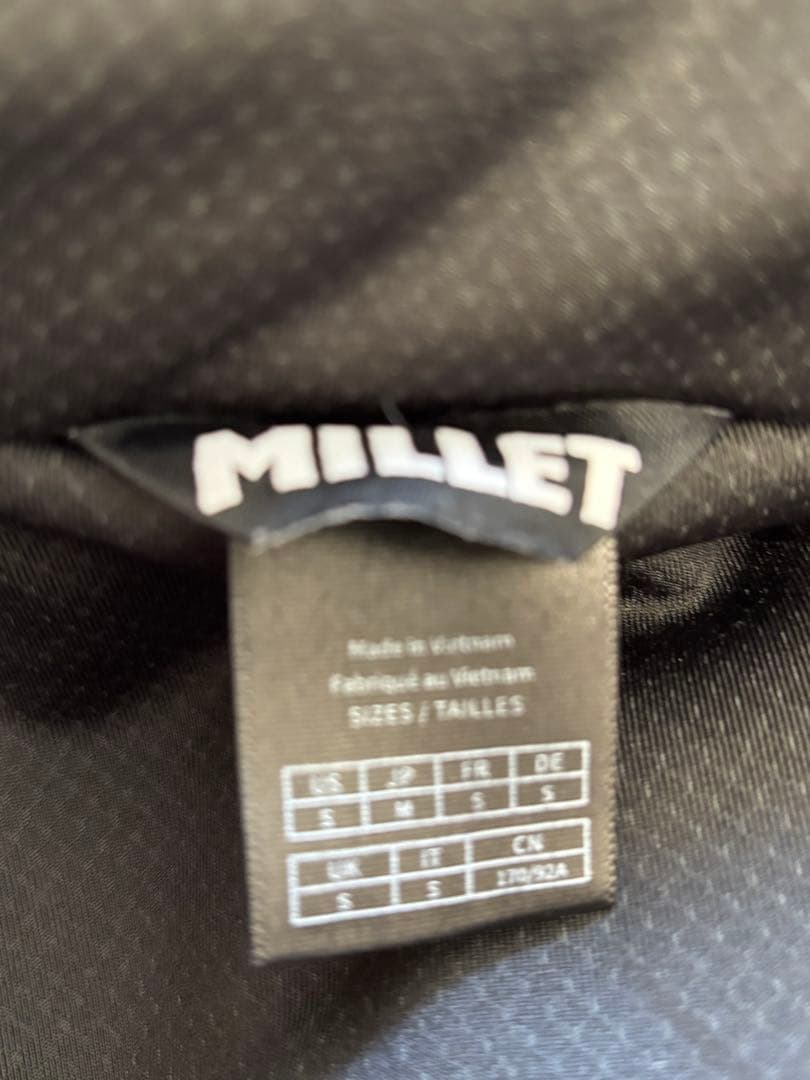 MILLET
Made in Vietnam
Fabriqué au Vietnam
SIZES / TAILLES
US JP FR DE
S M S S
UK IT CN
S S 170/92A